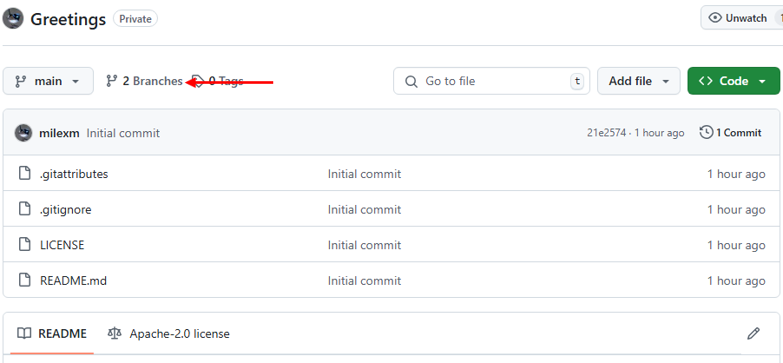 Greetings Private Unwatch 1
main 2 Branches 0 Tags Go to file t Add file Code
milexm Initial commit 21e2574 · 1 hour ago 1 Commit
.gitattributes Initial commit 1 hour ago
.gitignore Initial commit 1 hour ago
LICENSE Initial commit 1 hour ago
README.md Initial commit 1 hour ago
README Apache-2.0 license